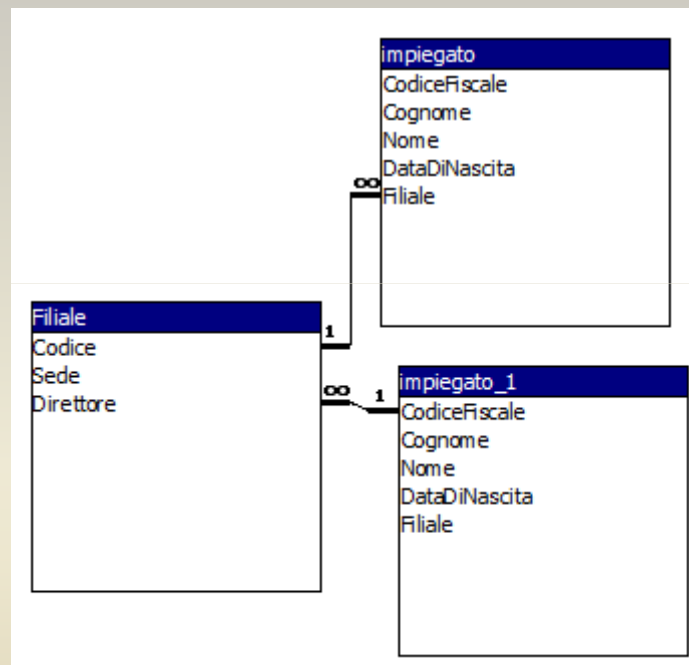 impiegato
CodiceFiscale
Cognome
Nome
DataDiNascita
∞ Filiale
Filiale
Codice 1
Sede
Direttore ∞
1 impiegato_1
CodiceFiscale
Cognome
Nome
DataDiNascita
Filiale